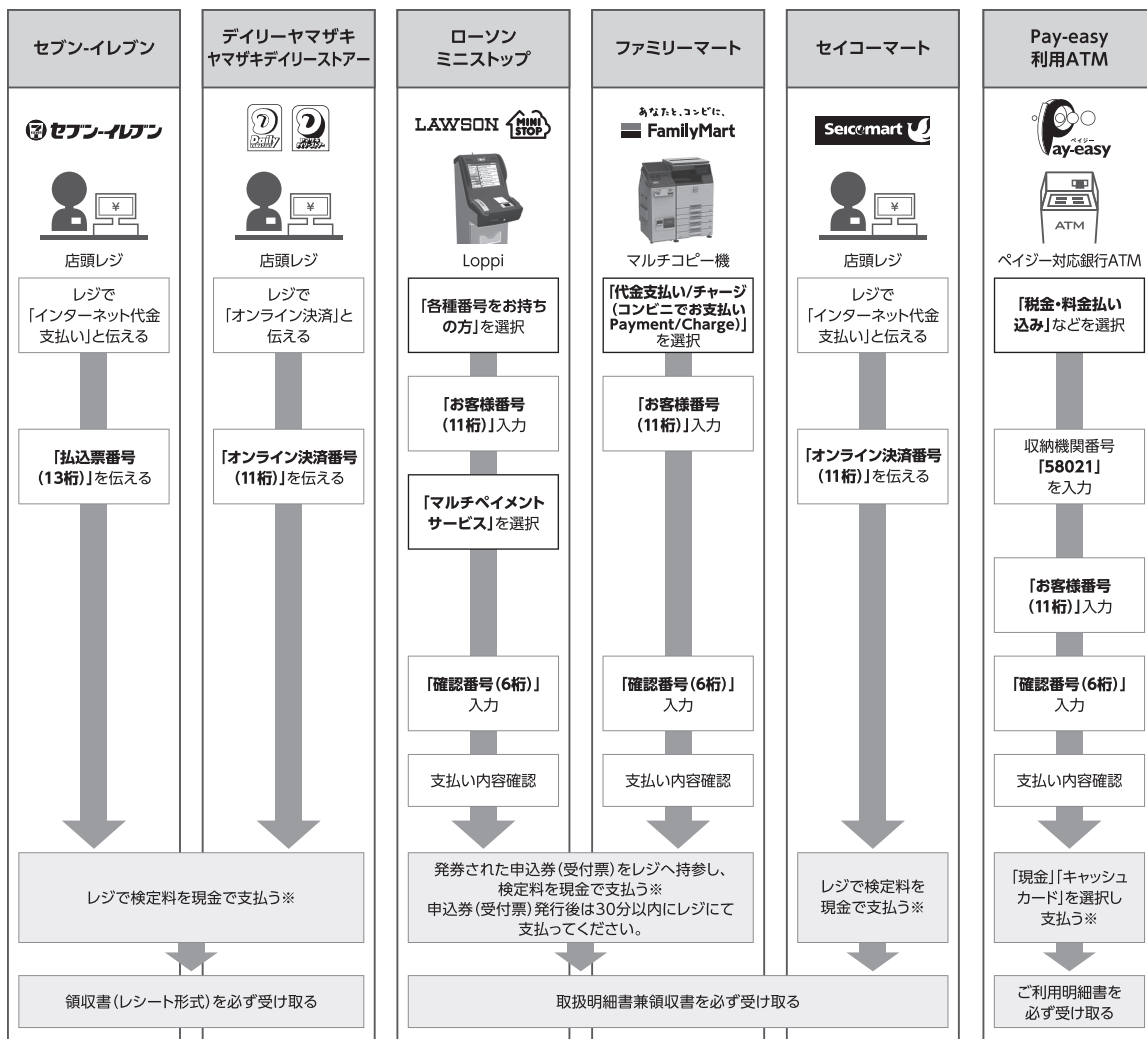 セブン-イレブン
セブン-イレブン
¥
店頭レジ
レジで
「インターネット代金
支払い」と伝える
「払込票番号
(13桁)」を伝える
デイリーヤマザキ
ヤマザキデイリーストアー
Daily
¥
店頭レジ
レジで
「オンライン決済」と
伝える
「オンライン決済番号
(11桁)」を伝える
レジで検定料を現金で支払う※
領収書(レシート形式)を必ず受け取る
ローソン
ミニストップ
LAWSON
MINI
STOP
Loppi
「各種番号をお持ち
の方」を選択
「お客様番号
(11桁)」入力
「マルチペイメント
サービス」を選択
「確認番号(6桁)」
入力
支払い内容確認
ファミリーマート
あなたと、コンビに、
FamilyMart
マルチコピー機
「代金支払い/チャージ
(コンビニでお支払い
Payment/Charge)」
を選択
「お客様番号
(11桁)」入力
「確認番号(6桁)」
入力
支払い内容確認
発券された申込券(受付票)をレジへ持参し、
検定料を現金で支払う※
申込券(受付票)発行後は30分以内にレジにて
支払ってください。
セイコーマート
Seicomart
¥
店頭レジ
レジで
「インターネット代金
支払い」と伝える
「オンライン決済番号
(11桁)」を伝える
レジで検定料を
現金で支払う※
取扱明細書兼領収書を必ず受け取る
Pay-easy
利用ATM
ペイジー
Pay-easy
ATM
ペイジー対応銀行ATM
「税金・料金払い
込み」などを選択
収納機関番号
「58021」
を入力
「お客様番号
(11桁)」入力
「確認番号(6桁)」
入力
支払い内容確認
「現金」「キャッシュ
カード」を選択し
支払う※
ご利用明細書を
必ず受け取る